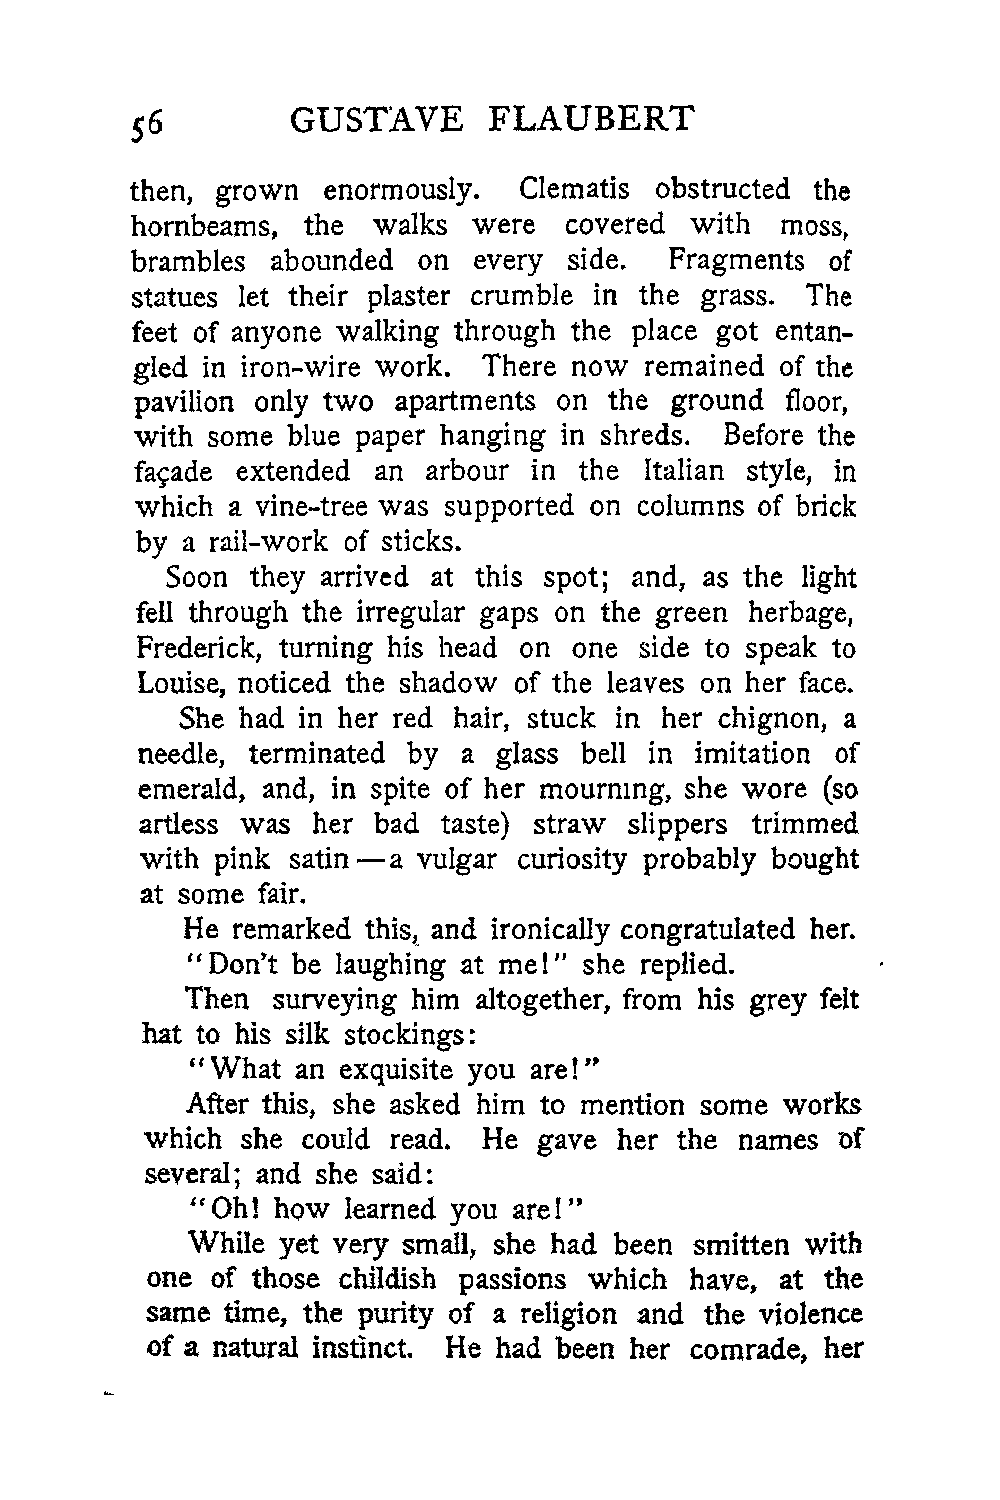 56 GUSTAVE FLAUBERT
then, grown enormously. Clematis obstructed the
hornbeams, the walks were covered with moss,
brambles abounded on every side. Fragments of
statues let their plaster crumble in the grass. The
feet of anyone walking through the place got entan-
gled in iron-wire work. There now remained of the
pavilion only two apartments on the ground floor,
with some blue paper hanging in shreds. Before the
façade extended an arbour in the Italian style, in
which a vine-tree was supported on columns of brick
by a rail-work of sticks.
Soon they arrived at this spot; and, as the light
fell through the irregular gaps on the green herbage,
Frederick, turning his head on one side to speak to
Louise, noticed the shadow of the leaves on her face.
She had in her red hair, stuck in her chignon, a
needle, terminated by a glass bell in imitation of
emerald, and, in spite of her mourning, she wore (so
artless was her bad taste) straw slippers trimmed
with pink satin—a vulgar curiosity probably bought
at some fair.
He remarked this, and ironically congratulated her.
"Don't be laughing at me!" she replied.
Then surveying him altogether, from his grey felt
hat to his silk stockings:
"What an exquisite you are!"
After this, she asked him to mention some works
which she could read. He gave her the names of
several; and she said:
"Oh! how learned you are!"
While yet very small, she had been smitten with
one of those childish passions which have, at the
same time, the purity of a religion and the violence
of a natural instinct. He had been her comrade, her